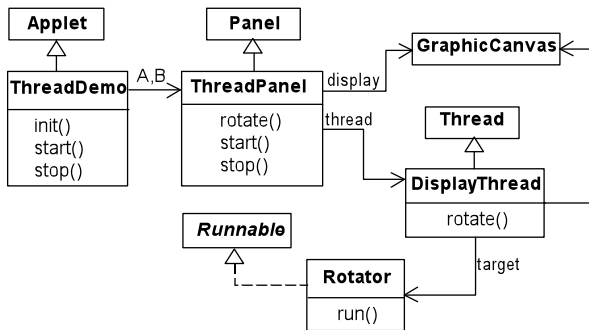 Applet
Panel
GraphicCanvas
ThreadDemo
A,B
ThreadPanel
display
init()
start()
stop()
rotate()
start()
stop()
thread
Thread
DisplayThread
rotate()
Runnable
target
Rotator
run()